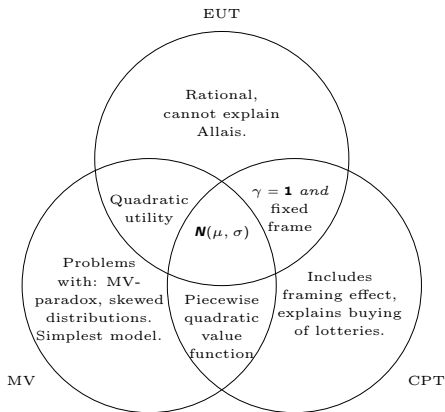 EUT
Rational,
cannot explain
Allais.
Quadratic
utility
γ = 1 and
fixed
frame
N(μ, σ)
Problems
with: MV-
paradox, skewed
distributions.
Simplest model.
Piecewise
quadratic
value
function
Includes
framing effect,
explains buying
of lotteries.
MV
CPT